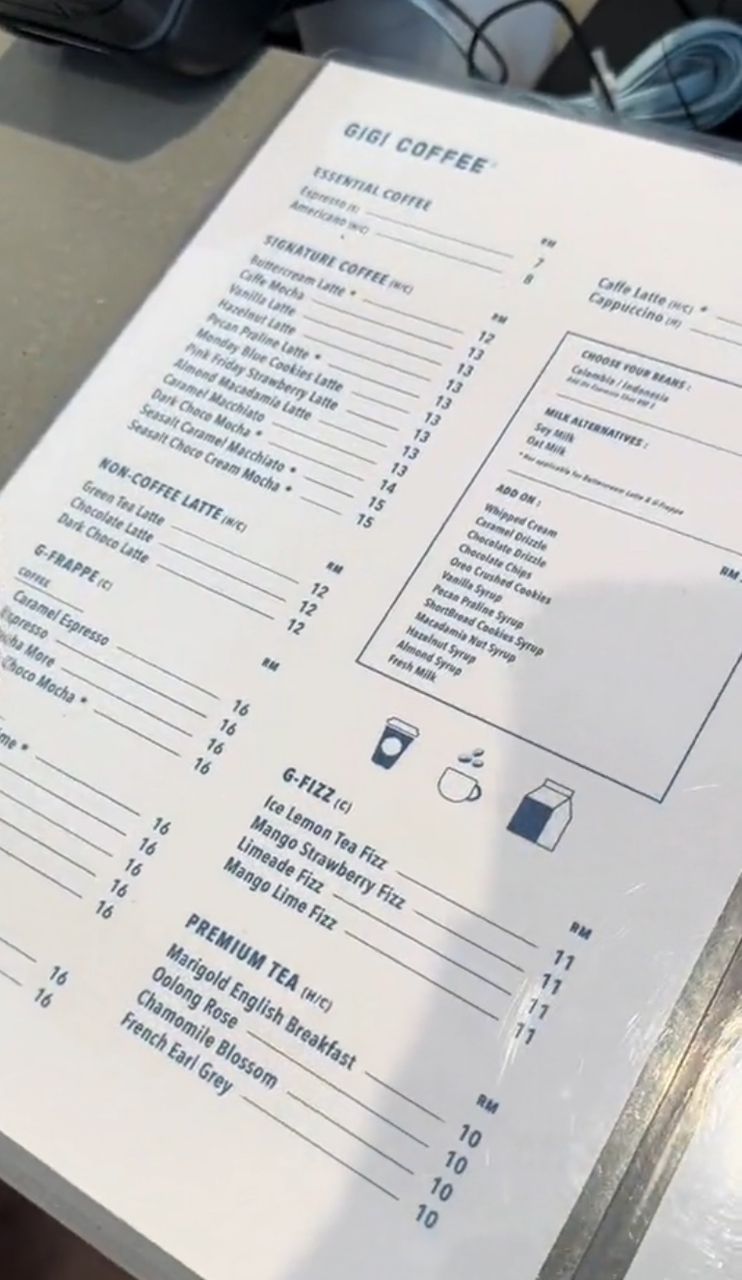 GIGI COFFEE
ESSENTIAL COFFEE
RM
Espresso (H) 7
Americano (H/C) 8
SIGNATURE COFFEE (H/C)
RM
Buttercream Latte * 12
Caffe Mocha 13
Vanilla Latte 13
Hazelnut Latte 13
Pecan Praline Latte * 13
Monday Blue Cookies Latte 13
Pink Friday Strawberry Latte 13
Almond Macadamia Latte 13
Caramel Macchiato 13
Dark Choco Mocha * 14
Seasalt Caramel Macchiato * 15
Seasalt Choco Cream Mocha * 15
NON-COFFEE LATTE (H/C)
RM
Green Tea Latte 12
Chocolate Latte 12
Dark Choco Latte 12
G-FRAPPE (C)
RM
COFFEE
Caramel Espresso 16
Espresso 16
More 16
Choco Mocha * 16
* 16
16
16
16
16
16
16
Caffe Latte (H/C) *
Cappuccino (H)
CHOOSE YOUR BEANS :
Colombia / Indonesia
MILK ALTERNATIVES :
Soy Milk
Oat Milk
* Not applicable for Buttercream Latte & G-Frappe
ADD ON :
RM
Whipped Cream
Caramel Drizzle
Chocolate Drizzle
Chocolate Chips
Oreo Crushed Cookies
Vanilla Syrup
Pecan Praline Syrup
ShortBread Cookies Syrup
Macadamia Nut Syrup
Hazelnut Syrup
Almond Syrup
Fresh Milk
G-FIZZ (C)
RM
Ice Lemon Tea Fizz 11
Mango Strawberry Fizz 11
Limeade Fizz 11
Mango Lime Fizz 11
PREMIUM TEA (H/C)
RM
Marigold English Breakfast 10
Oolong Rose 10
Chamomile Blossom 10
French Earl Grey 10